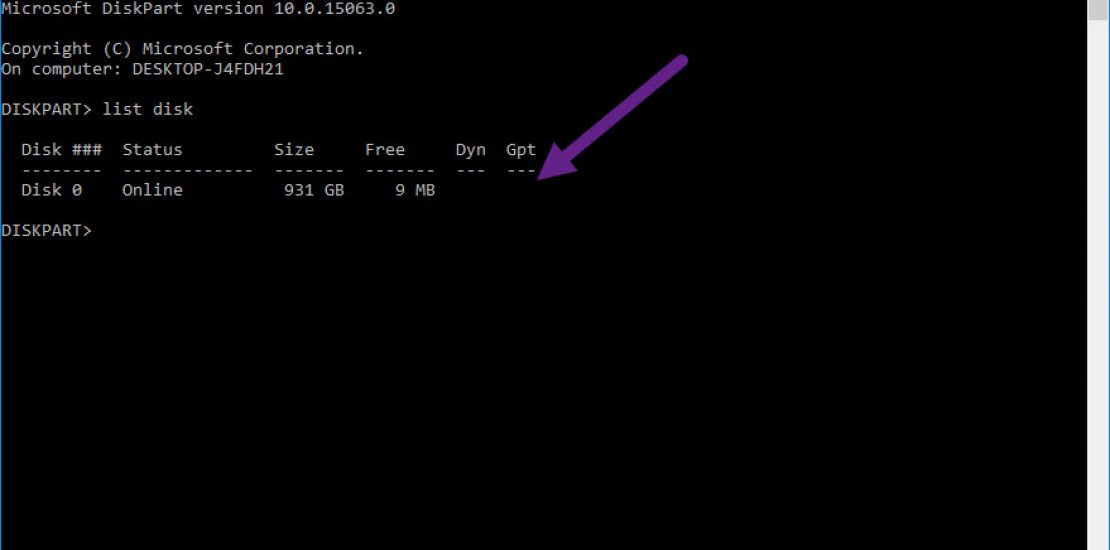 Microsoft DiskPart version 10.0.15063.0
Copyright (C) Microsoft Corporation.
On computer: DESKTOP-J4FDH21
DISKPART> list disk
Disk ###  Status         Size     Free     Dyn  Gpt
--------  -------------  -------  -------  ---  ---
Disk 0    Online          931 GB     9 MB
DISKPART>